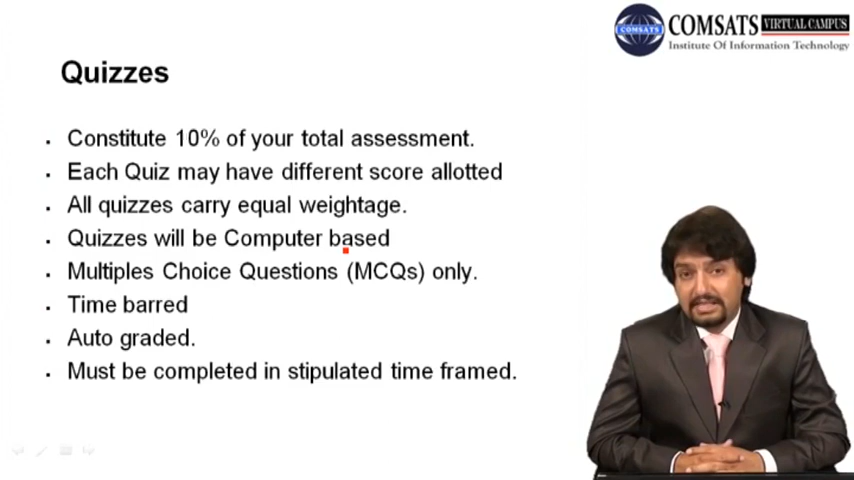 COMSATS
COMSATS VIRTUAL CAMPUS
Institute Of Information Technology
Quizzes
Constitute 10% of your total assessment.
Each Quiz may have different score allotted
All quizzes carry equal weightage.
Quizzes will be Computer based
Multiples Choice Questions (MCQs) only.
Time barred
Auto graded.
Must be completed in stipulated time framed.